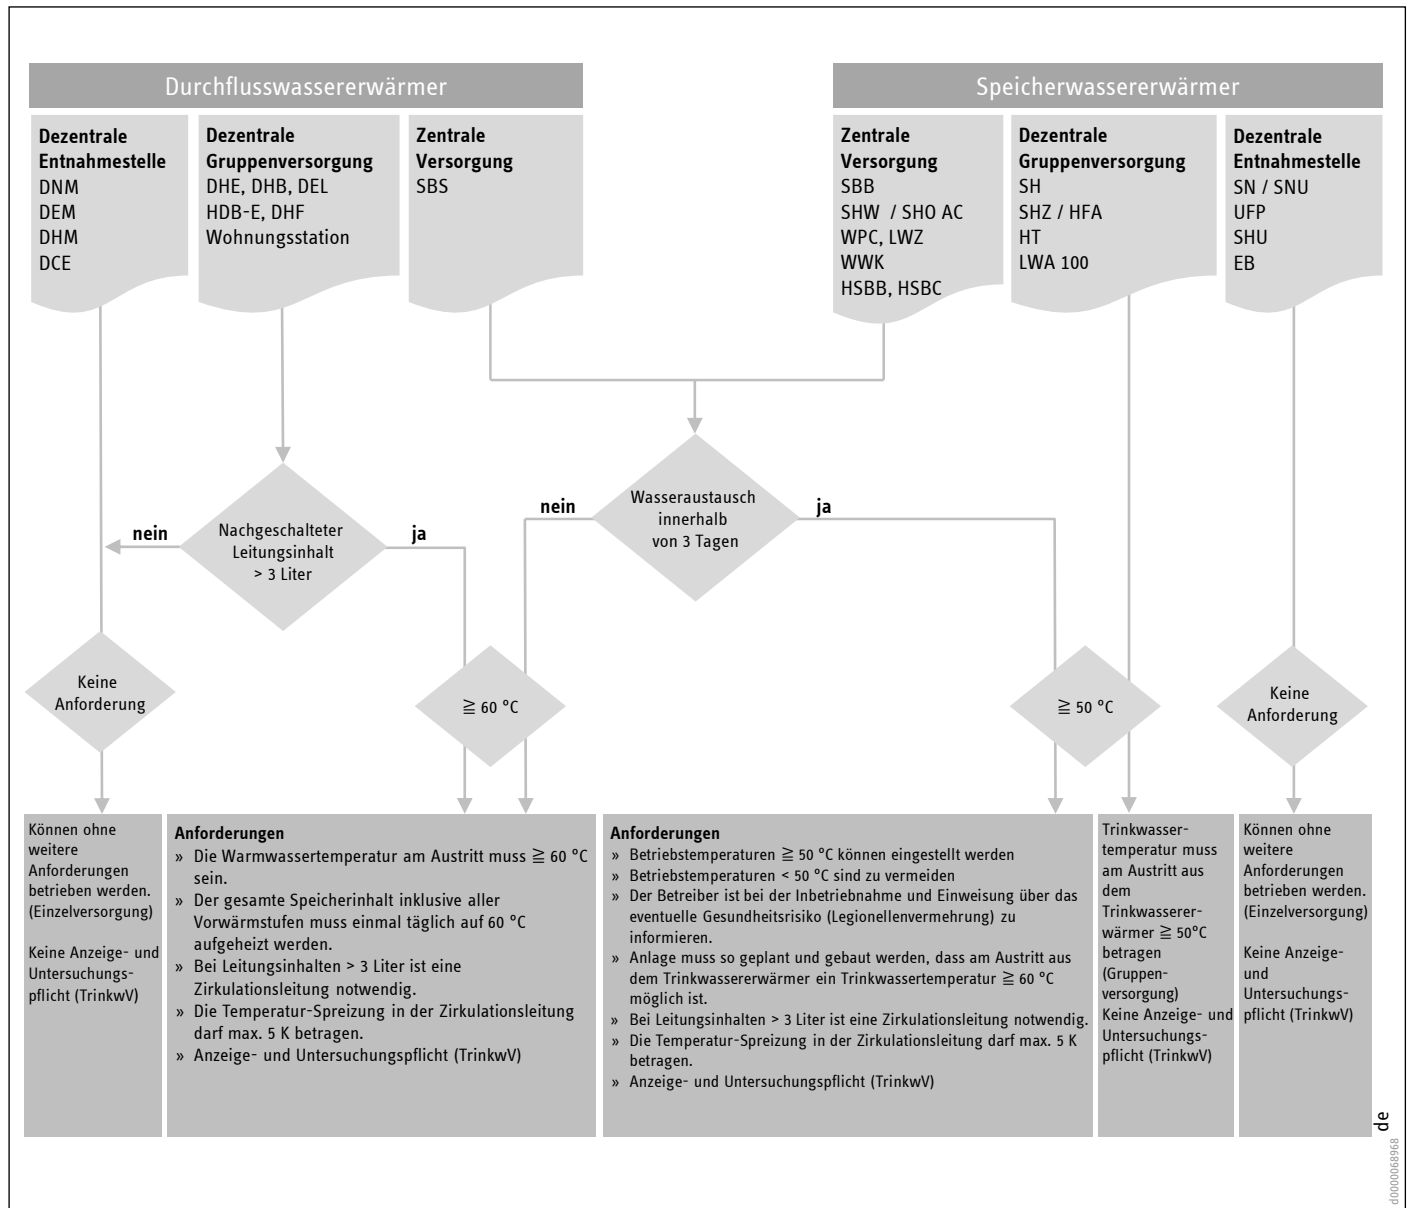 Durchflusswassererwärmer
Speicherwassererwärmer
Dezentrale
Entnahmestelle
DNM
DEM
DHM
DCE
Dezentrale
Gruppenversorgung
DHE, DHB, DEL
HDB-E, DHF
Wohnungsstation
Zentrale
Versorgung
SBS
Zentrale
Versorgung
SBB
SHW / SHO AC
WPC, LWZ
WWK
HSBB, HSBC
Dezentrale
Gruppenversorgung
SH
SHZ / HFA
HT
LWA 100
Dezentrale
Entnahmestelle
SN / SNU
UFP
SHU
EB
nein
Nachgeschalteter
Leitungsinhalt
> 3 Liter
ja
nein
Wasseraustausch
innerhalb
von 3 Tagen
ja
Keine
Anforderung
≧ 60 °C
≧ 50 °C
Keine
Anforderung
Können ohne
weitere
Anforderungen
betrieben werden.
(Einzelversorgung)
Keine Anzeige- und
Untersuchungs-
pflicht (TrinkwV)
Anforderungen
» Die Warmwassertemperatur am Austritt muss ≧ 60 °C
sein.
» Der gesamte Speicherinhalt inklusive aller
Vorwärmstufen muss einmal täglich auf 60 °C
aufgeheizt werden.
» Bei Leitungsinhalten > 3 Liter ist eine
Zirkulationsleitung notwendig.
» Die Temperatur-Spreizung in der Zirkulationsleitung
darf max. 5 K betragen.
» Anzeige- und Untersuchungspflicht (TrinkwV)
Anforderungen
» Betriebstemperaturen ≧ 50 °C können eingestellt werden
» Betriebstemperaturen < 50 °C sind zu vermeiden
» Der Betreiber ist bei der Inbetriebnahme und Einweisung über das
eventuelle Gesundheitsrisiko (Legionellenvermehrung) zu
informieren.
» Anlage muss so geplant und gebaut werden, dass am Austritt aus
dem Trinkwassererwärmer ein Trinkwassertemperatur ≧ 60 °C
möglich ist.
» Bei Leitungsinhalten > 3 Liter ist eine Zirkulationsleitung notwendig.
» Die Temperatur-Spreizung in der Zirkulationsleitung darf max. 5 K
betragen.
» Anzeige- und Untersuchungspflicht (TrinkwV)
Trinkwasser-
temperatur muss
am Austritt aus
dem
Trinkwasserer-
wärmer ≧ 50°C
betragen
(Gruppen-
versorgung)
Keine Anzeige- und
Untersuchungs-
pflicht (TrinkwV)
Können ohne
weitere
Anforderungen
betrieben werden.
(Einzelversorgung)
Keine Anzeige-
und
Untersuchungs-
pflicht (TrinkwV)
de
d0000068968